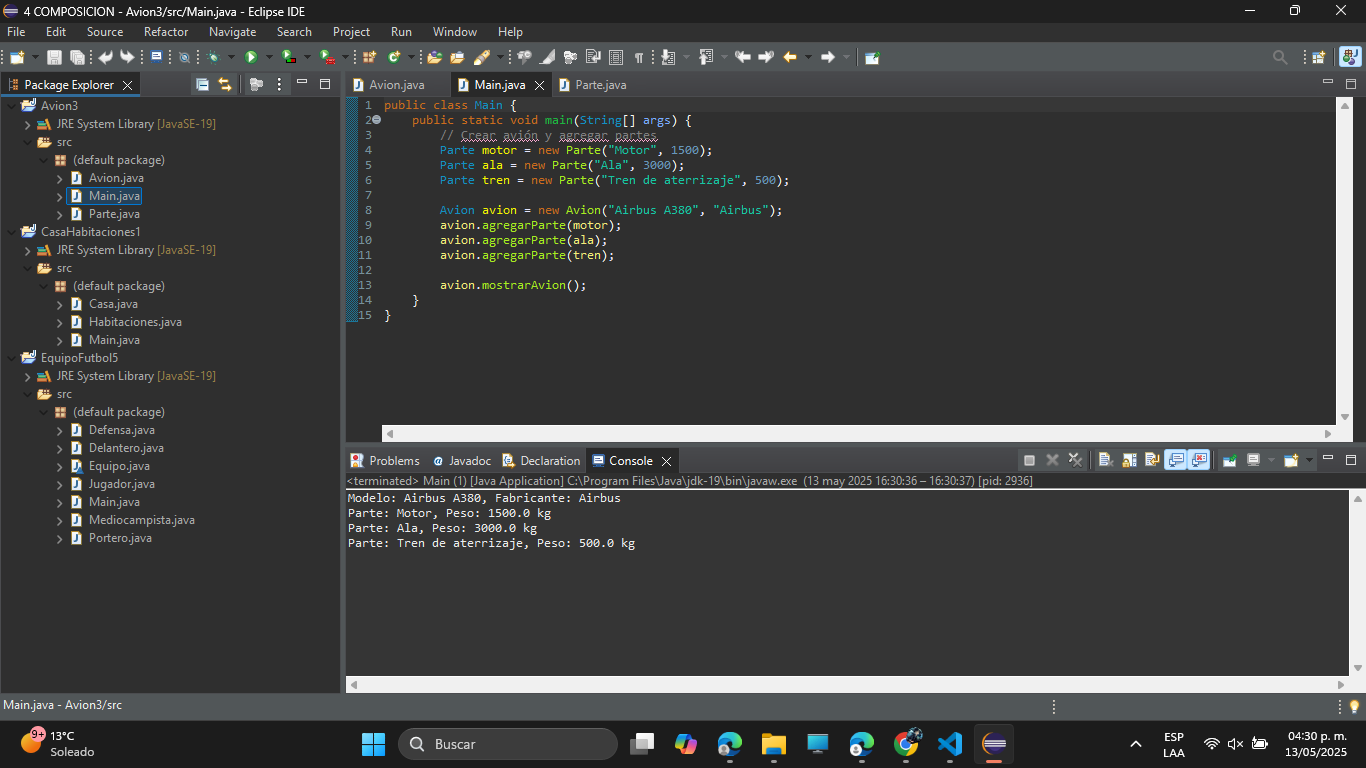 4 COMPOSICION - Avion3/src/Main.java - Eclipse IDE
File Edit Source Refactor Navigate Search Project Run Window Help
Package Explorer
Avion3
JRE System Library [JavaSE-19]
src
(default package)
Avion.java
Main.java
Parte.java
CasaHabitaciones1
JRE System Library [JavaSE-19]
src
(default package)
Casa.java
Habitaciones.java
Main.java
EquipoFutbol5
JRE System Library [JavaSE-19]
src
(default package)
Defensa.java
Delantero.java
Equipo.java
Jugador.java
Main.java
Mediocampista.java
Portero.java
Avion.java Main.java Parte.java
1 public class Main {
2 public static void main(String[] args) {
3 // Crear avión y agregar partes
4 Parte motor = new Parte("Motor", 1500);
5 Parte ala = new Parte("Ala", 3000);
6 Parte tren = new Parte("Tren de aterrizaje", 500);
7
8 Avion avion = new Avion("Airbus A380", "Airbus");
9 avion.agregarParte(motor);
10 avion.agregarParte(ala);
11 avion.agregarParte(tren);
12
13 avion.mostrarAvion();
14 }
15 }
Problems @ Javadoc Declaration Console
<terminated> Main (1) [Java Application] C:\Program Files\Java\jdk-19\bin\javaw.exe (13 may 2025 16:30:36 – 16:30:37) [pid: 2936]
Modelo: Airbus A380, Fabricante: Airbus
Parte: Motor, Peso: 1500.0 kg
Parte: Ala, Peso: 3000.0 kg
Parte: Tren de aterrizaje, Peso: 500.0 kg
Main.java - Avion3/src
9+
13°C
Soleado
Buscar
ESP
LAA
04:30 p. m.
13/05/2025